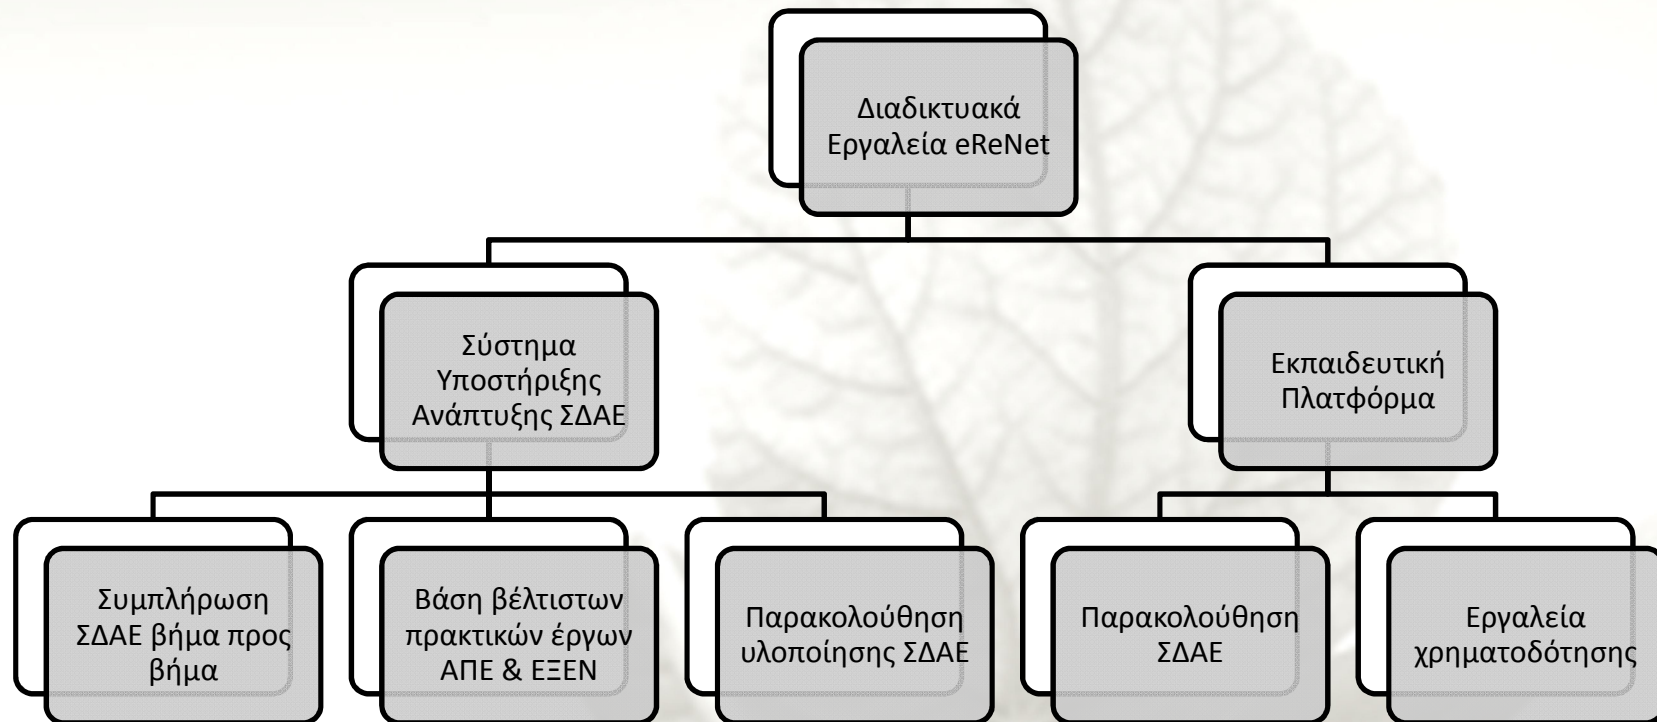 Διαδικτυακά
Εργαλεία eReNet
Σύστημα
Υποστήριξης
Ανάπτυξης ΣΔΑΕ
Εκπαιδευτική
Πλατφόρμα
Συμπλήρωση
ΣΔΑΕ βήμα προς
βήμα
Βάση βέλτιστων
πρακτικών έργων
ΑΠΕ & ΕΞΕΝ
Παρακολούθηση
υλοποίησης ΣΔΑΕ
Παρακολούθηση
ΣΔΑΕ
Εργαλεία
χρηματοδότησης